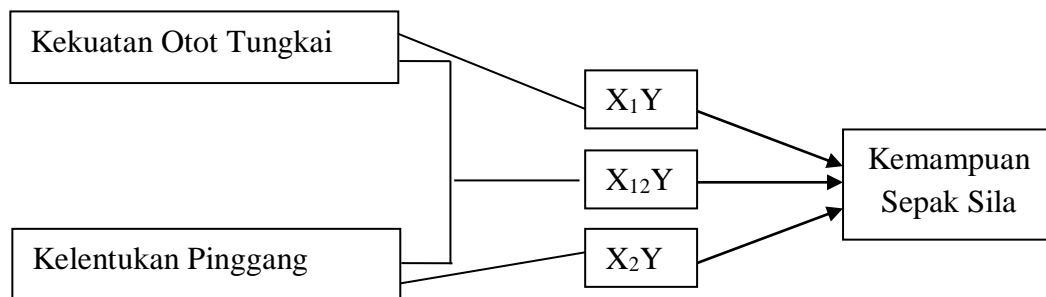 Kekuatan Otot Tungkai
X₁Y
X₁₂Y
Kemampuan
Sepak Sila
Kelentukan Pinggang
X₂Y